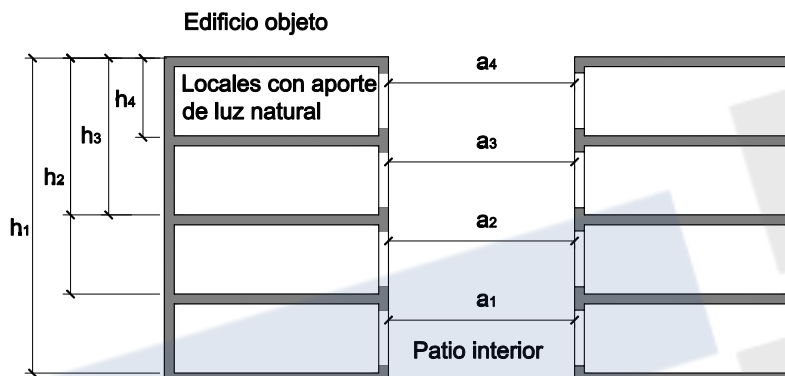 Edificio objeto
Locales con aporte
de luz natural
a4
h4
a3
h3
h2
a2
h1
a1
Patio interior